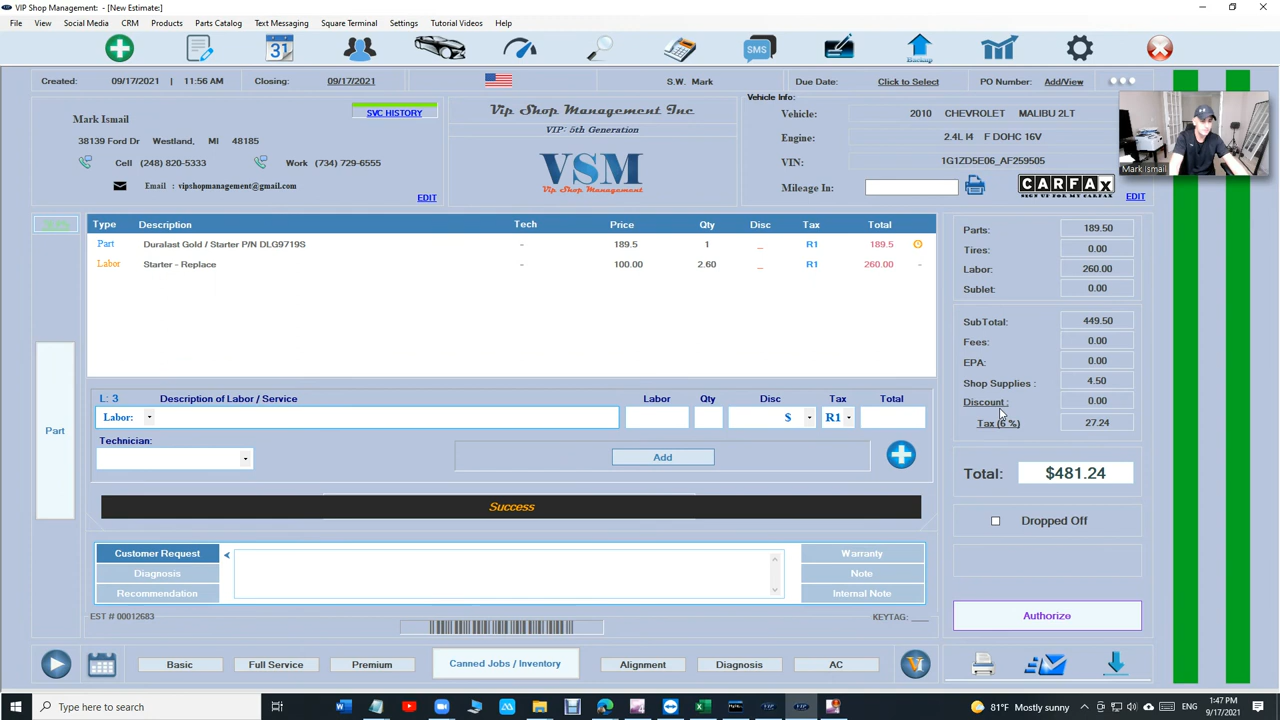 VIP Shop Management: - [New Estimate:]
File View Social Media CRM Products Parts Catalog Text Messaging Square Terminal Settings Tutorial Videos Help
31 SMS Backup
Created: 09/17/2021 | 11:56 AM Closing: 09/17/2021 S.W. Mark Due Date: Click to Select PO Number: Add/View
Mark Ismail
SVC HISTORY
38139 Ford Dr Westland, MI 48185
Cell (248) 820-5333 Work (734) 729-6555
Email : vipshopmanagement@gmail.com
EDIT
Vip Shop Management Inc
VIP: 5th Generation
VSM
Vip Shop Management
Vehicle Info:
Vehicle: 2010 CHEVROLET MALIBU 2LT
Engine: 2.4L I4 F DOHC 16V
VIN: 1G1ZD5E06_AF259505
Mileage In: CARFAX
SIGN UP FOR MY CARFAX
EDIT
Mark Ismail
Type Description Tech Price Qty Disc Tax Total
Part Duralast Gold / Starter P/N DLG9719S - 189.5 1 _ R1 189.5
Labor Starter - Replace - 100.00 2.60 _ R1 260.00 -
Part
L: 3 Description of Labor / Service Labor Qty Disc Tax Total
Labor: $ R1
Technician:
Add
Success
Customer Request <
Diagnosis
Recommendation
Warranty
Note
Internal Note
EST # 00012683 KEYTAG: ___
Parts: 189.50
Tires: 0.00
Labor: 260.00
Sublet: 0.00
SubTotal: 449.50
Fees: 0.00
EPA: 0.00
Shop Supplies : 4.50
Discount : 0.00
Tax (6 %) 27.24
Total: $481.24
Dropped Off
Authorize
Basic Full Service Premium Canned Jobs / Inventory Alignment Diagnosis AC
Type here to search
81°F Mostly sunny
1:47 PM
9/17/2021